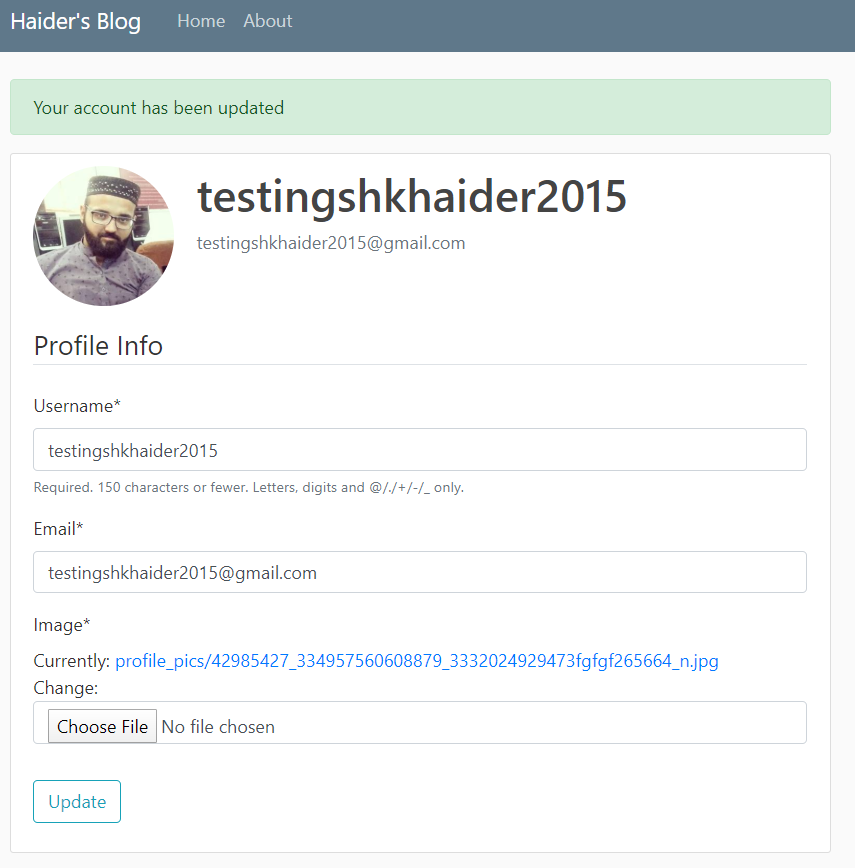 Haider's Blog Home About
Your account has been updated
testingshkhaider2015
testingshkhaider2015@gmail.com
Profile Info
Username*
testingshkhaider2015
Required. 150 characters or fewer. Letters, digits and @/./+/-/_ only.
Email*
testingshkhaider2015@gmail.com
Image*
Currently: profile_pics/42985427_334957560608879_3332024929473fgfgf265664_n.jpg
Change:
Choose File No file chosen
Update